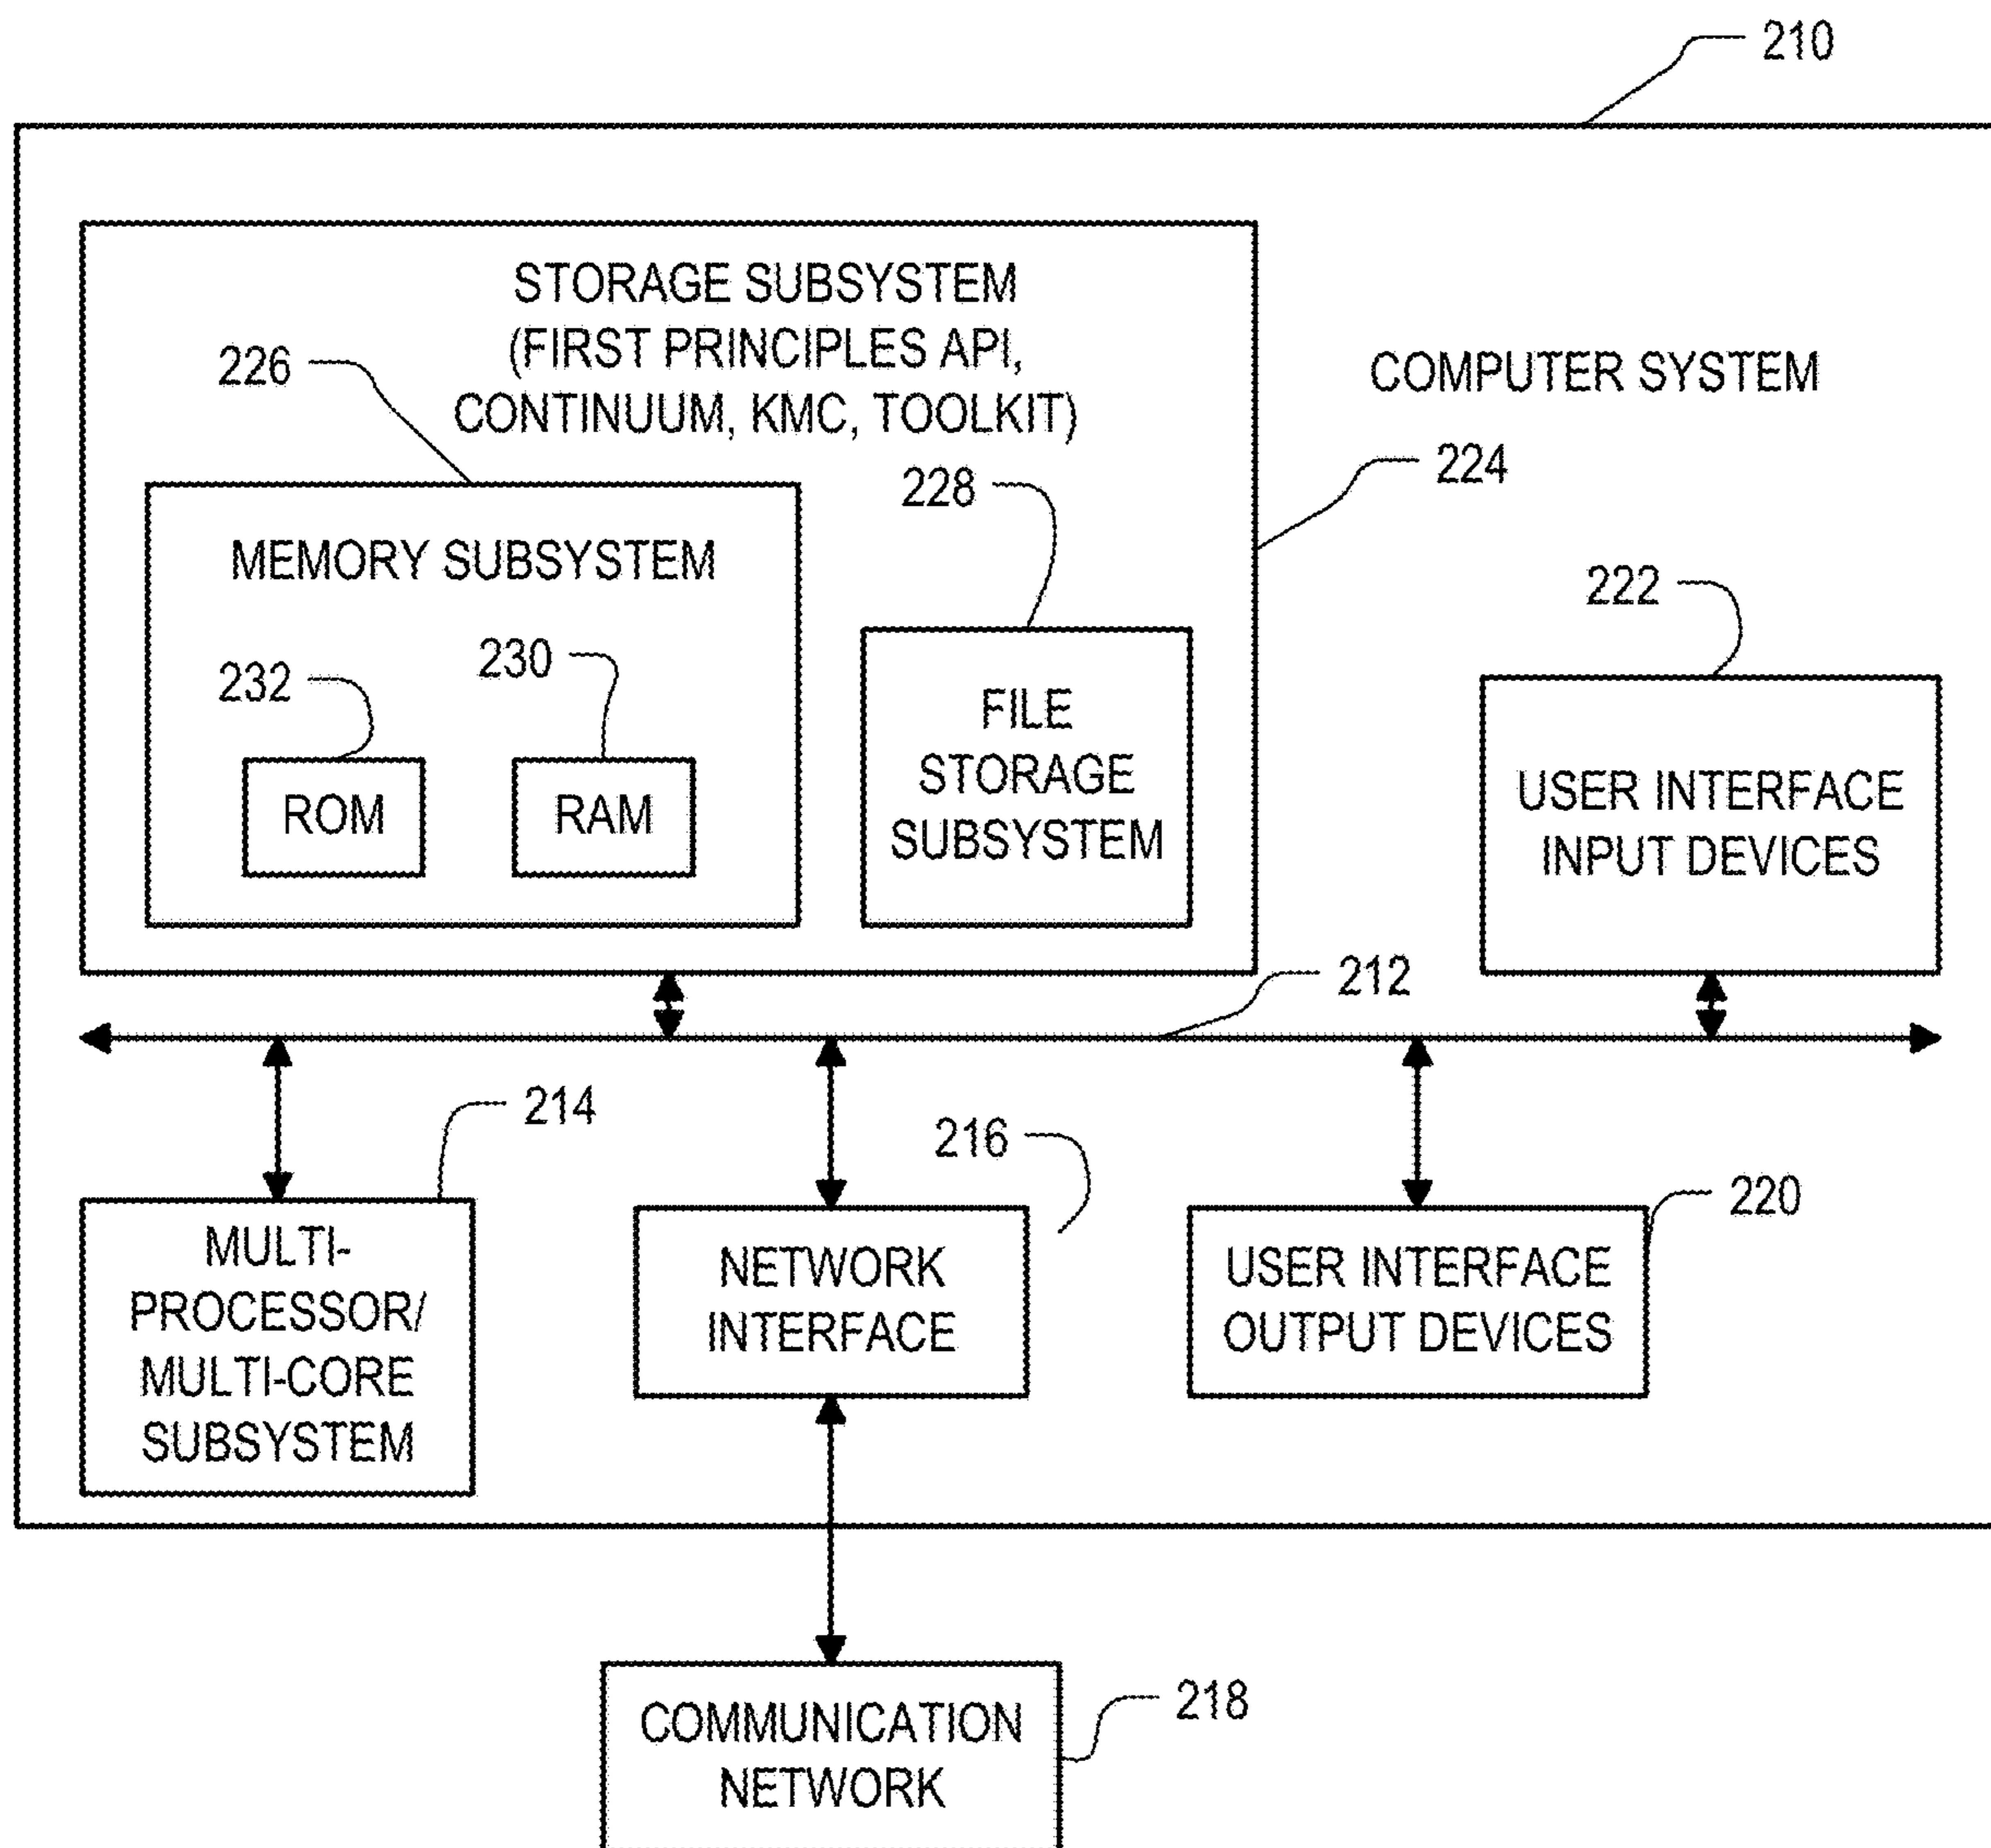 210
STORAGE SUBSYSTEM
(FIRST PRINCIPLES API,
CONTINUUM, KMC, TOOLKIT)
226
COMPUTER SYSTEM
224
228
MEMORY SUBSYSTEM
222
232
230
ROM
RAM
FILE
STORAGE
SUBSYSTEM
USER INTERFACE
INPUT DEVICES
212
214
216
220
MULTI-
PROCESSOR/
MULTI-CORE
SUBSYSTEM
NETWORK
INTERFACE
USER INTERFACE
OUTPUT DEVICES
COMMUNICATION
NETWORK
218